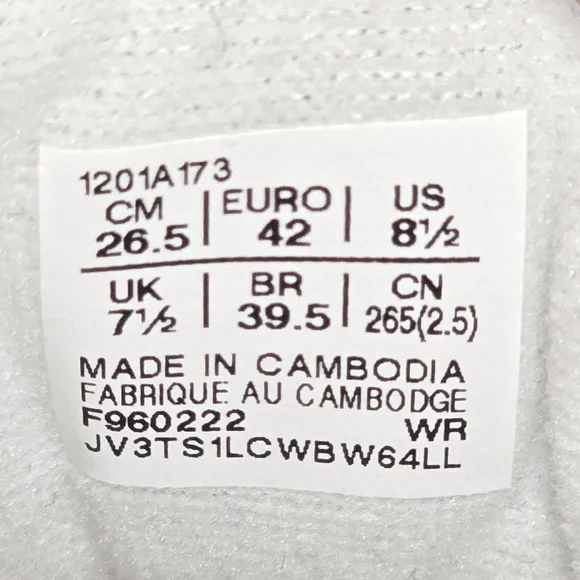 1201A173
CM | EURO | US
26.5 | 42 | 8½
UK | BR | CN
7½ | 39.5 | 265(2.5)
MADE IN CAMBODIA
FABRIQUE AU CAMBODGE
F960222 WR
JV3TS1LCWBW64LL